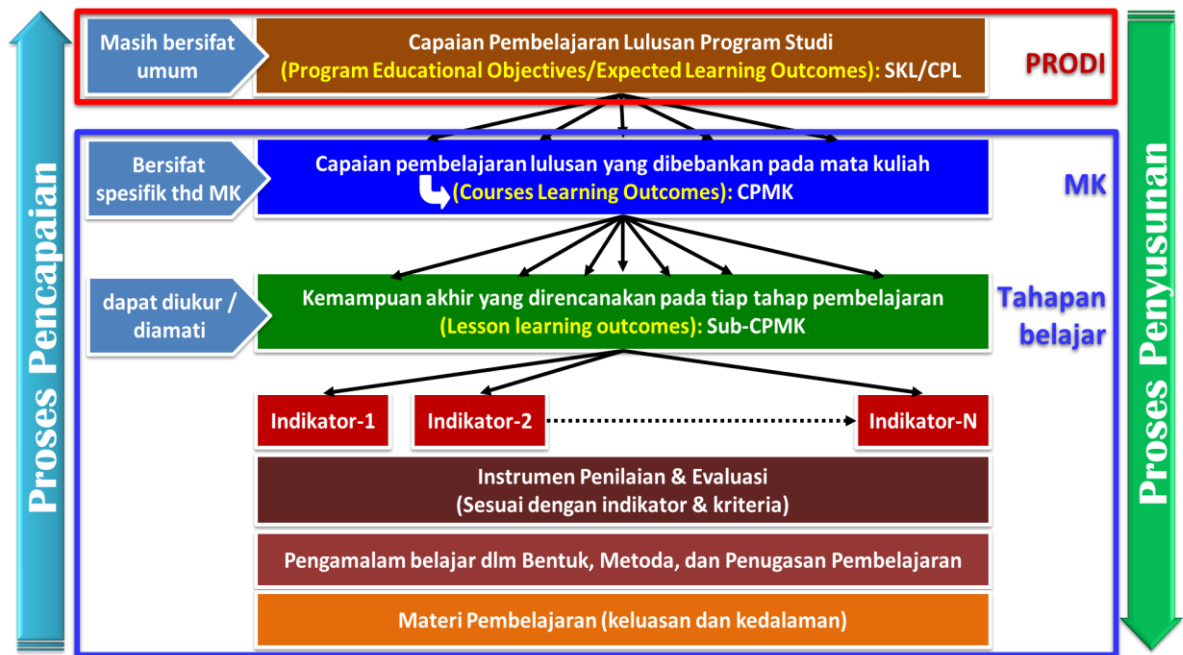 Proses Pencapaian
Masih bersifat
umum
Capaian Pembelajaran Lulusan Program Studi
(Program Educational Objectives/Expected Learning Outcomes): SKL/CPL
PRODI
Bersifat
spesifik thd MK
Capaian pembelajaran lulusan yang dibebankan pada mata kuliah
(Courses Learning Outcomes): CPMK
MK
dapat diukur /
diamati
Kemampuan akhir yang direncanakan pada tiap tahap pembelajaran
(Lesson learning outcomes): Sub-CPMK
Tahapan
belajar
Indikator-1
Indikator-2
Indikator-N
Instrumen Penilaian & Evaluasi
(Sesuai dengan indikator & kriteria)
Pengamalam belajar dlm Bentuk, Metoda, dan Penugasan Pembelajaran
Materi Pembelajaran (keluasan dan kedalaman)
Proses Penyusunan